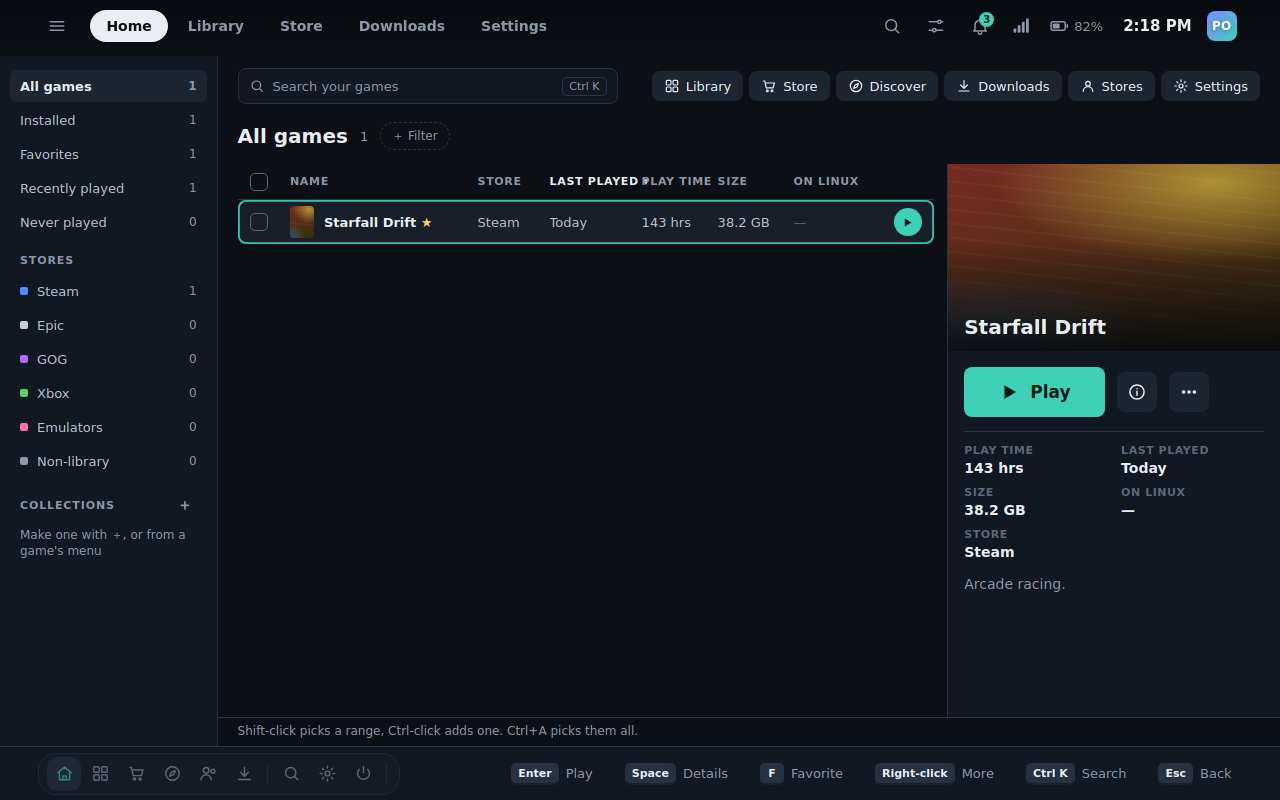 Home Library Store Downloads Settings 3 82% 2:18 PM PO
All games 1
Installed 1
Favorites 1
Recently played 1
Never played 0
STORES
Steam 1
Epic 0
GOG 0
Xbox 0
Emulators 0
Non-library 0
COLLECTIONS +
Make one with +, or from a
game's menu
Search your games Ctrl K
Library Store Discover Downloads Stores Settings
All games 1 + Filter
NAME STORE LAST PLAYED PLAY TIME SIZE ON LINUX
Starfall Drift ★ Steam Today 143 hrs 38.2 GB —
Starfall Drift
Play
PLAY TIME LAST PLAYED
143 hrs Today
SIZE ON LINUX
38.2 GB —
STORE
Steam
Arcade racing.
Shift-click picks a range, Ctrl-click adds one. Ctrl+A picks them all.
Enter Play Space Details F Favorite Right-click More Ctrl K Search Esc Back